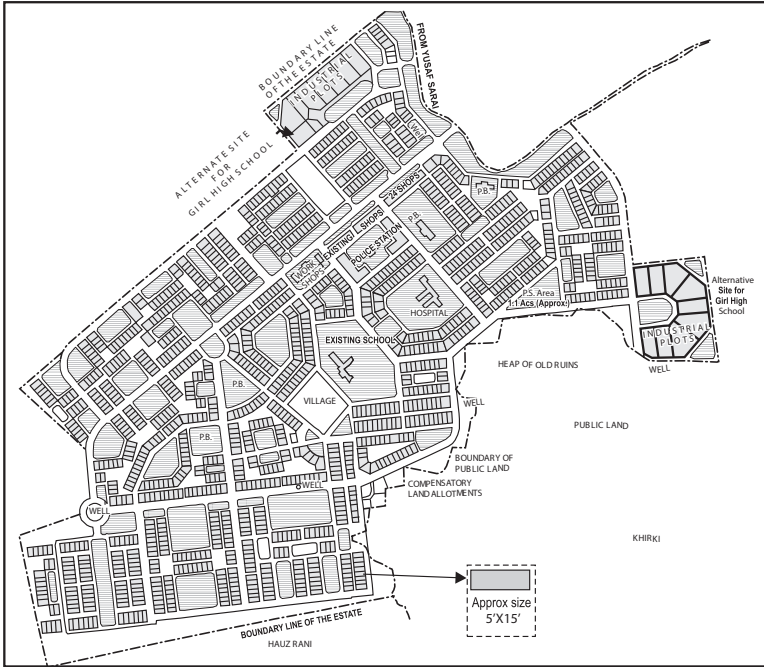 BOUNDARY LINE
OF THE ESTATE
INDUSTRIAL
PLOTS
FROM YUSAF SARAI
ALTERNATE SITE
FOR
GIRL HIGH SCHOOL
Well
24 SHOPS
P.B.
P.B.
EXISTING L SHOPS
POLICE STATION
WORK
SHOPS
HOSPITAL
P.S. Area
1.1 Acs (Approx.)
Alternative
Site for
Girl High
School
INDUSTRIAL
PLOTS
WELL
EXISTING SCHOOL
HEAP OF OLD RUINS
P.B.
VILLAGE
WELL
PUBLIC LAND
P.B.
BOUNDARY OF
PUBLIC LAND
COMPENSATORY
LAND ALLOTMENTS
WELL
WELL
KHIRKI
Approx size
5'X15'
BOUNDARY LINE OF THE ESTATE
HAUZ RANI